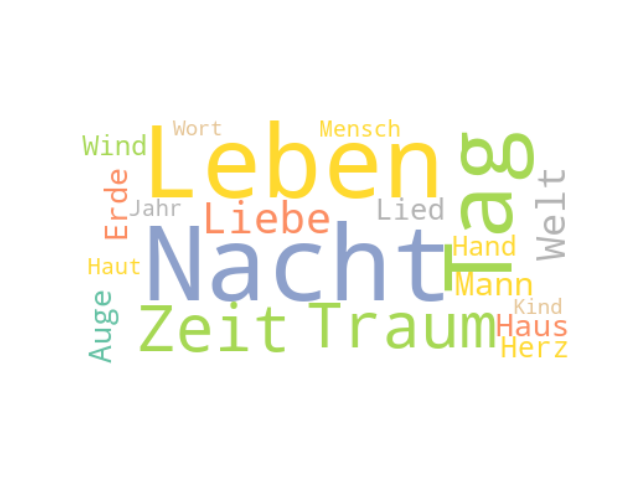 Wort
Mensch
Wind
Leben
Tag
Erde
Jahr
Liebe
Lied
Welt
Nacht
Hand
Haut
Mann
Auge
Zeit
Traum
Kind
Haus
Herz